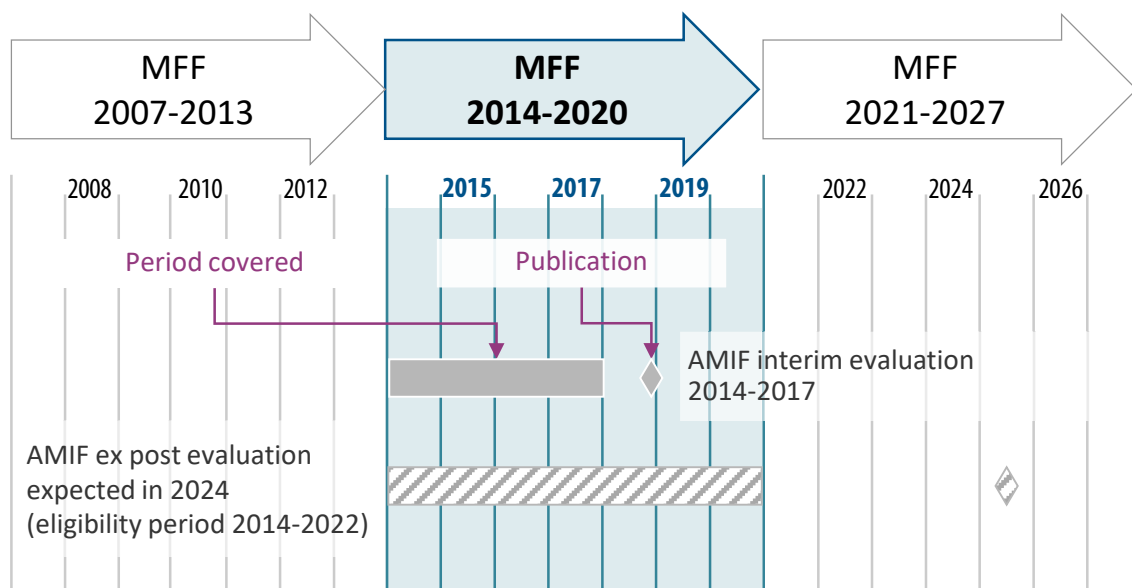 MFF
2007-2013
MFF
2014-2020
MFF
2021-2027
2008
2010
2012
2015
2017
2019
2022
2024
2026
Period covered
Publication
AMIF interim evaluation
2014-2017
AMIF ex post evaluation
expected in 2024
(eligibility period 2014-2022)